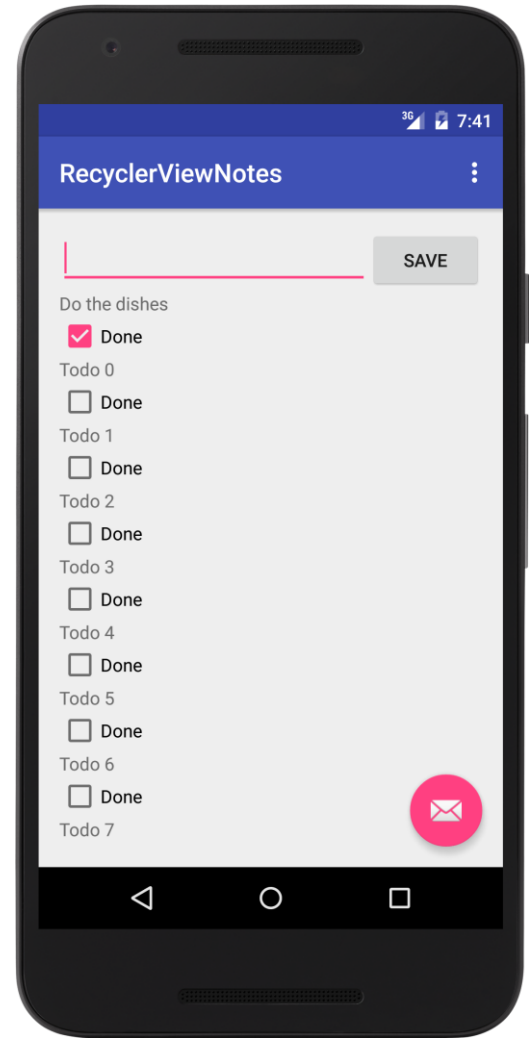 3G 7:41
RecyclerViewNotes
SAVE
Do the dishes
Done
Todo 0
Done
Todo 1
Done
Todo 2
Done
Todo 3
Done
Todo 4
Done
Todo 5
Done
Todo 6
Done
Todo 7